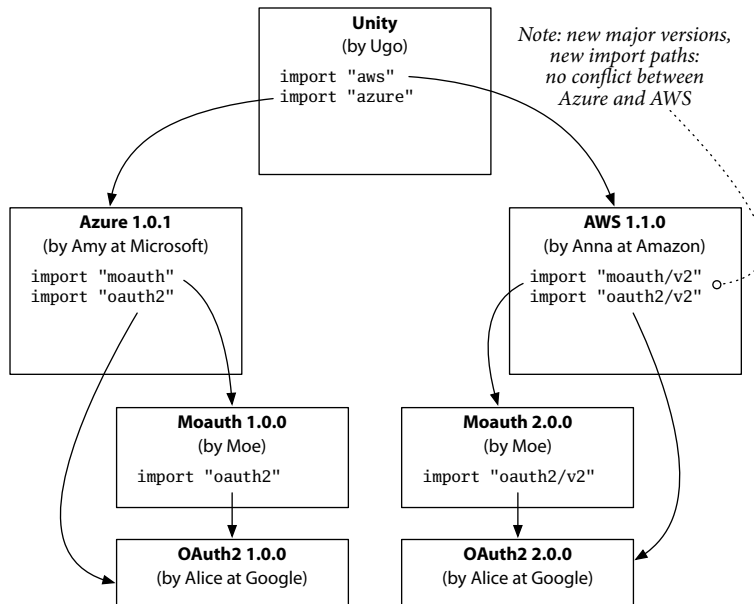 Unity
(by Ugo)
import "aws"
import "azure"
Note: new major versions,
new import paths:
no conflict between
Azure and AWS
Azure 1.0.1
(by Amy at Microsoft)
import "moauth"
import "oauth2"
AWS 1.1.0
(by Anna at Amazon)
import "moauth/v2"
import "oauth2/v2"
Moauth 1.0.0
(by Moe)
import "oauth2"
Moauth 2.0.0
(by Moe)
import "oauth2/v2"
OAuth2 1.0.0
(by Alice at Google)
OAuth2 2.0.0
(by Alice at Google)